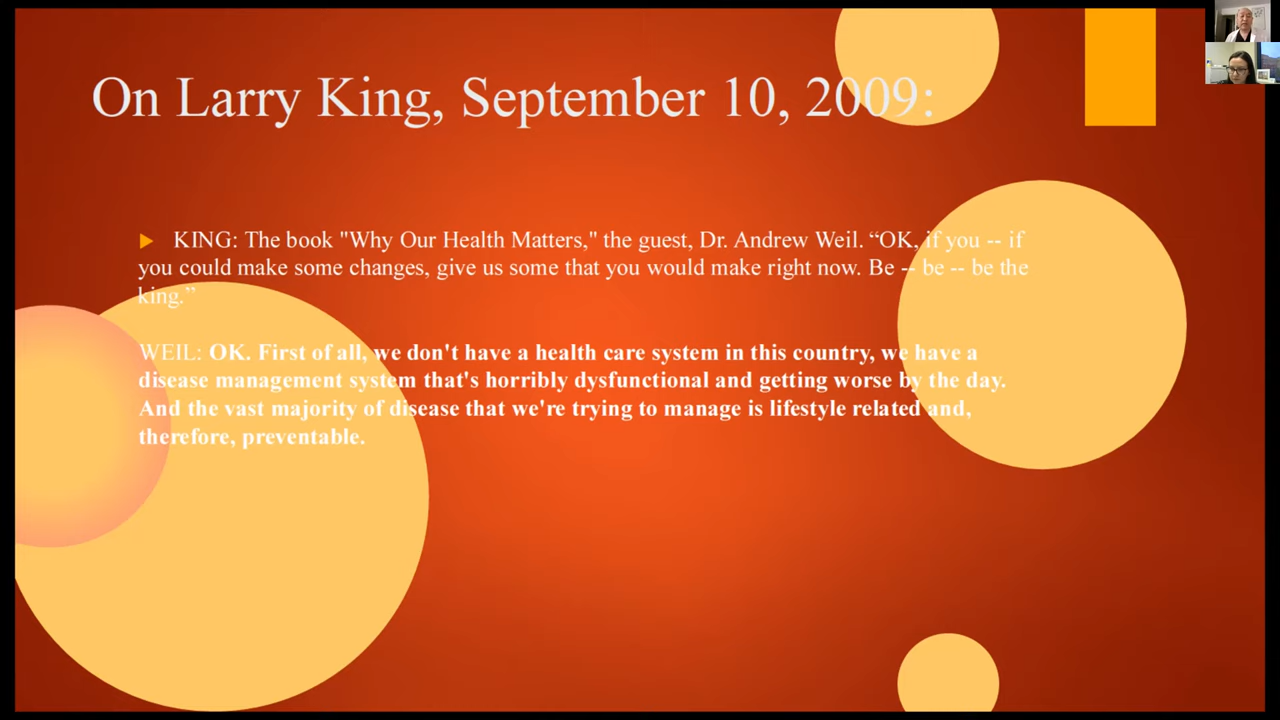 On Larry King, September 10, 2009:
KING: The book "Why Our Health Matters," the guest, Dr. Andrew Weil. “OK, if you -- if
you could make some changes, give us some that you would make right now. Be -- be -- be the
king.”
WEIL: OK. First of all, we don't have a health care system in this country, we have a
disease management system that's horribly dysfunctional and getting worse by the day.
And the vast majority of disease that we're trying to manage is lifestyle related and,
therefore, preventable.